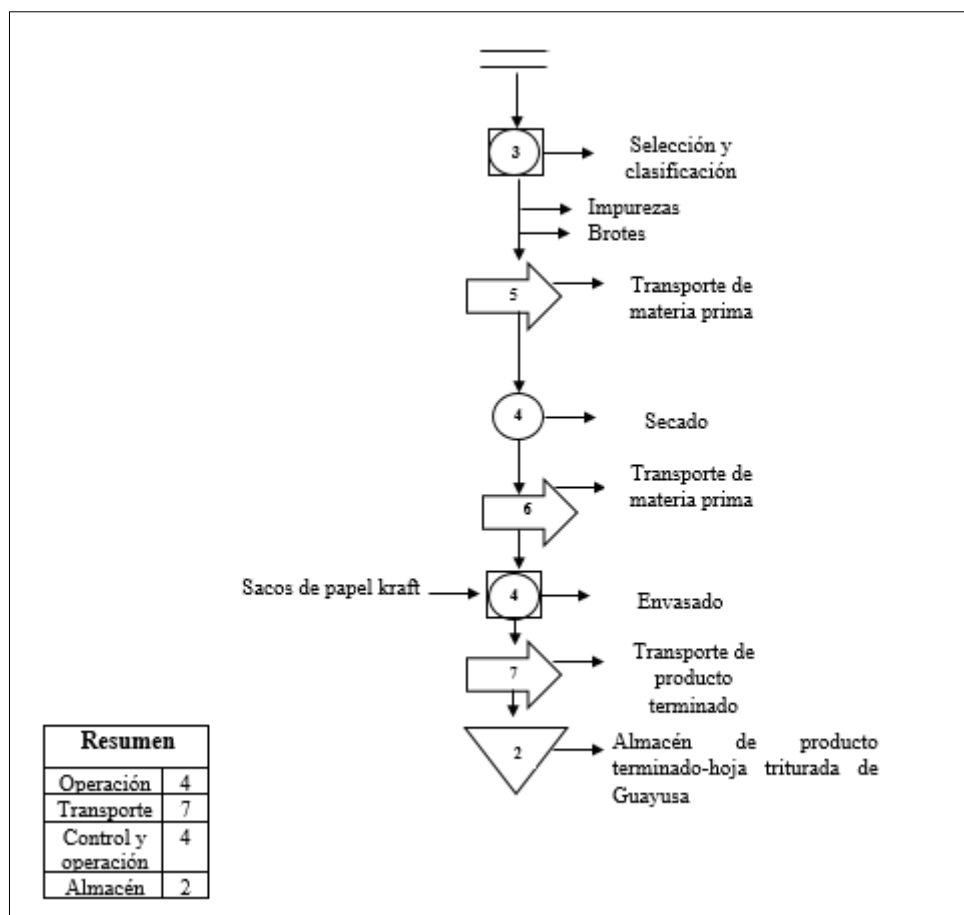 3
Selección y
clasificación
Impurezas
Brotes
5
Transporte de
materia prima
4
Secado
6
Transporte de
materia prima
Sacos de papel kraft
4
Envasado
7
Transporte de
producto
terminado
2
Almacén de producto
terminado-hoja triturada de
Guayusa
Resumen
Operación 4
Transporte 7
Control y 4
operación
Almacén 2